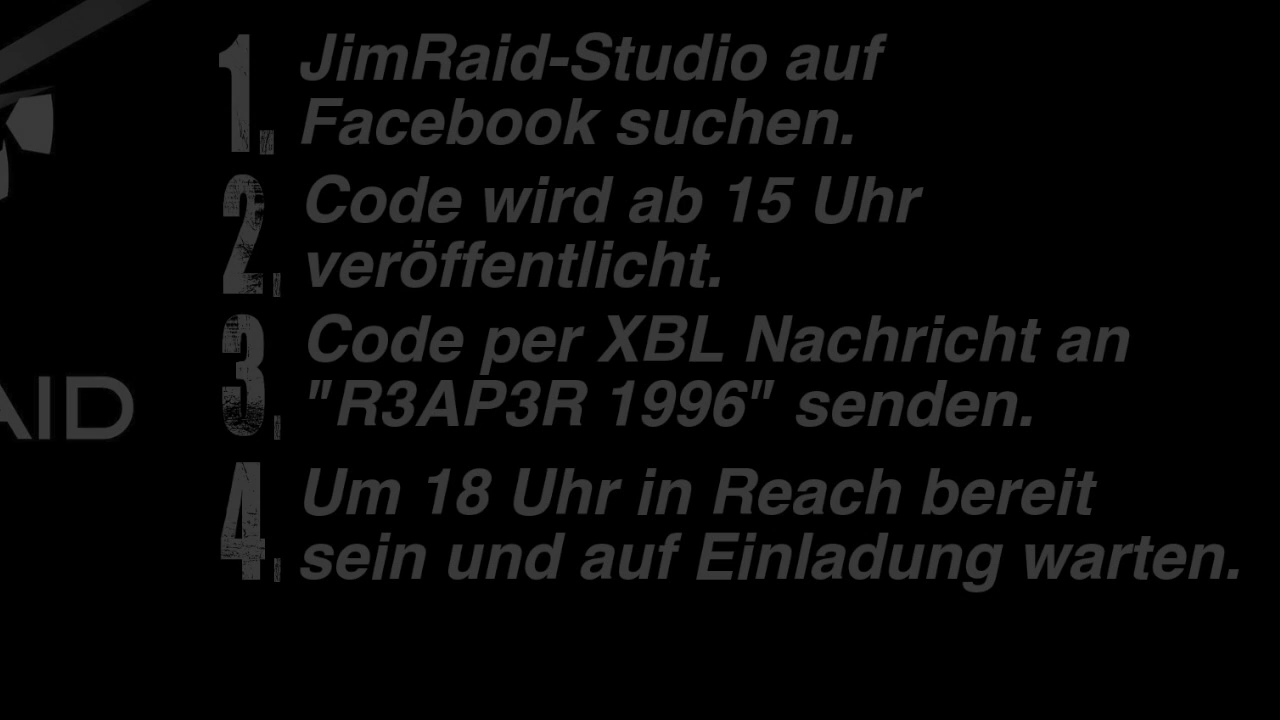 1. JimRaid-Studio auf
Facebook suchen.
2. Code wird ab 15 Uhr
veröffentlicht.
3. Code per XBL Nachricht an
"R3AP3R 1996" senden.
AID
4. Um 18 Uhr in Reach bereit
sein und auf Einladung warten.